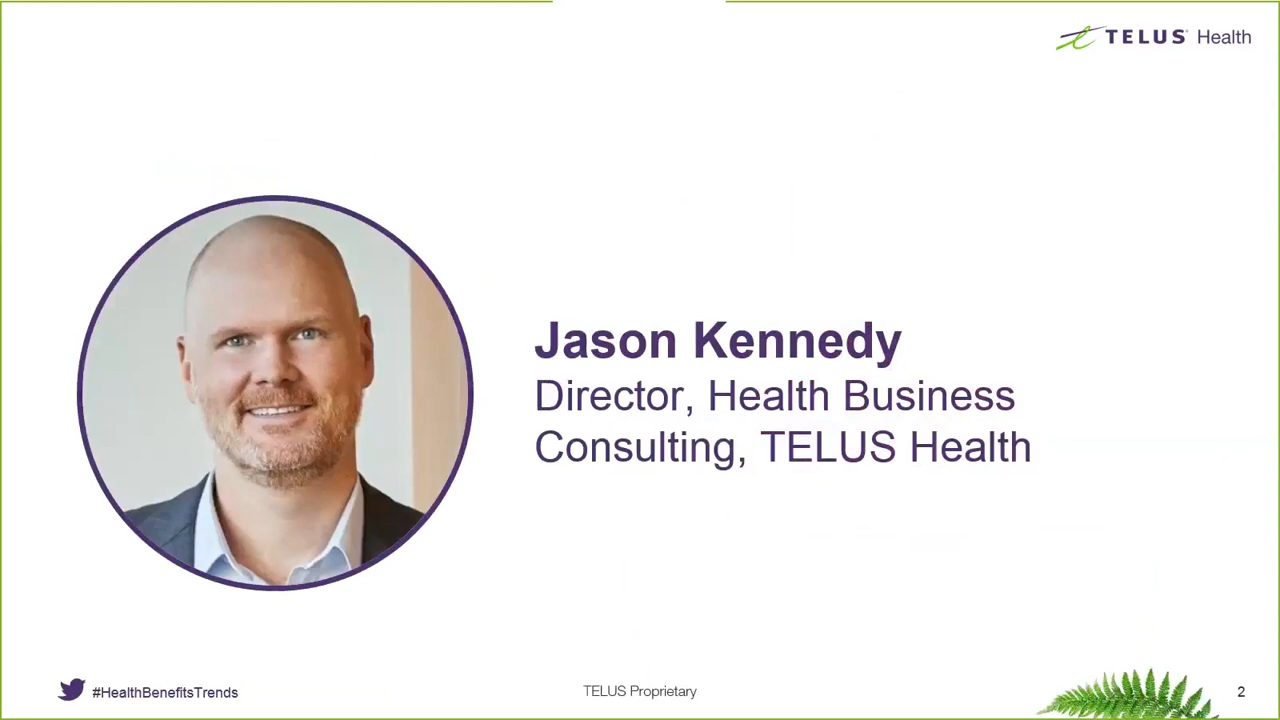 TELUS Health
Jason Kennedy
Director, Health Business
Consulting, TELUS Health
#HealthBenefitsTrends
TELUS Proprietary
2